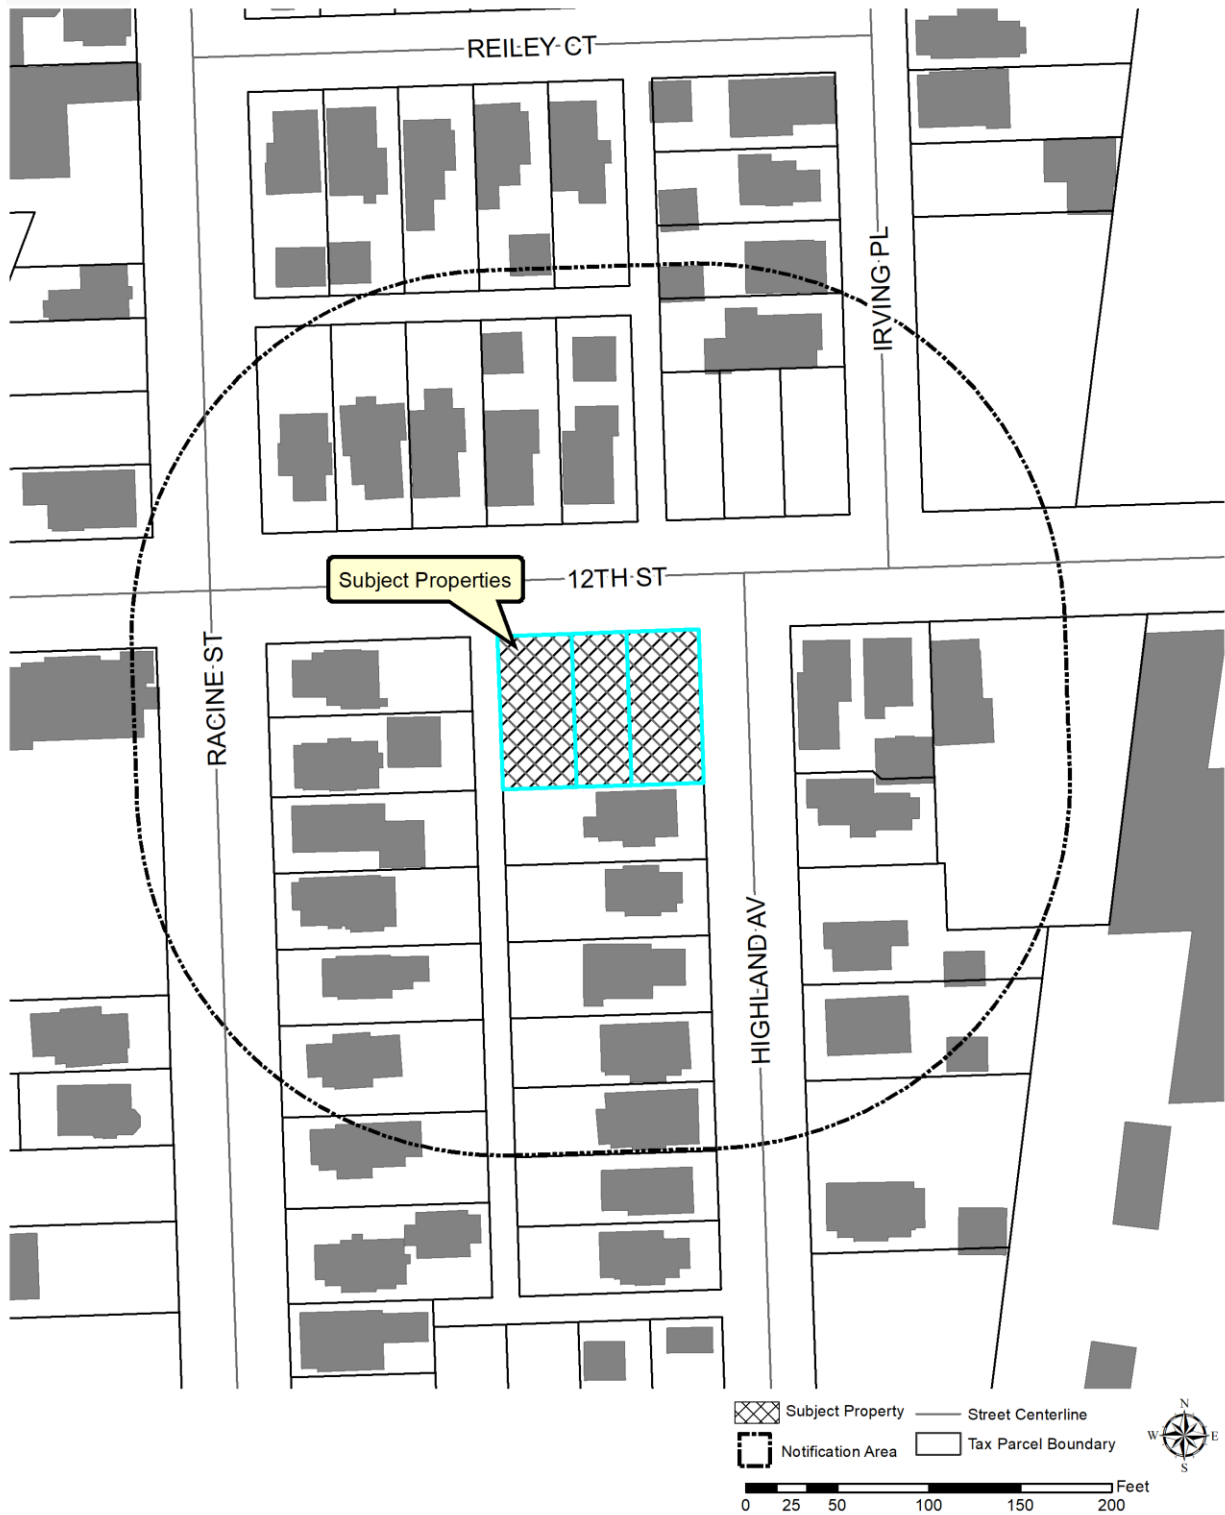 REILEY CT
IRVING PL
Subject Properties
12TH ST
RACINE ST
HIGHLAND AV
Subject Property
Street Centerline
Notification Area
Tax Parcel Boundary
N
W E
S
Feet
0 25 50 100 150 200